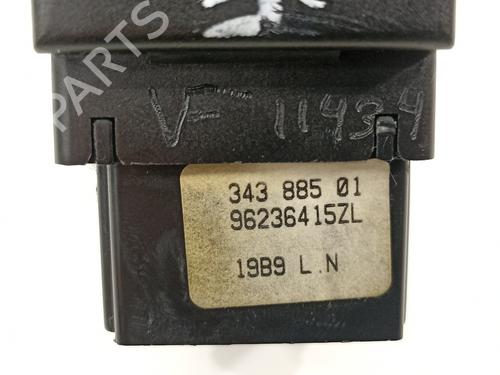 PARTS
V- 11434
343 885 01
96236415ZL
19B9 L.N